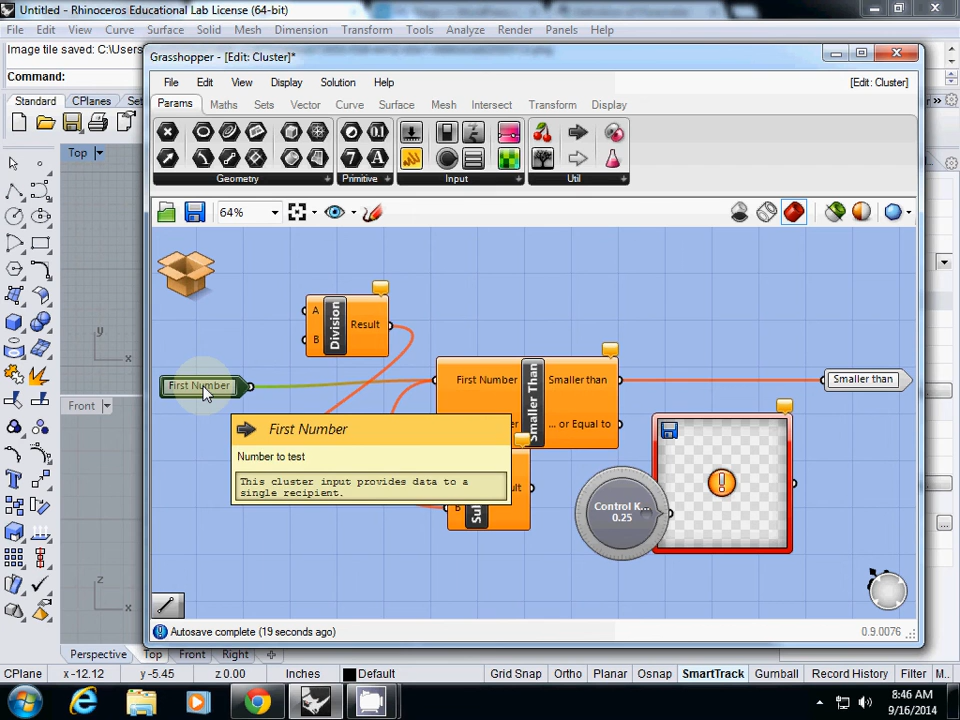 Untitled - Rhinoceros Educational Lab License (64-bit)
File Edit View Curve Surface Solid Mesh Dimension Transform Tools Analyze Render Panels Help
Image tile saved: C:\Users
Command:
Standard CPlanes Set
Grasshopper - [Edit: Cluster]*
File Edit View Display Solution Help
[Edit: Cluster]
Params Maths Sets Vector Curve Surface Mesh Intersect Transform Display
Geometry Primitive Input Util
64%
Top
Front
A
B
Division
Result
First Number
First Number
Smaller Than
Smaller than
... or Equal to
Smaller than
First Number
Number to test
This cluster input provides data to a
single recipient.
Control K...
0.25
Autosave complete (19 seconds ago)
0.9.0076
Perspective Top Front Right
CPlane x -12.12 y -5.45 z 0.00 Inches Default Grid Snap Ortho Planar Osnap SmartTrack Gumball Record History Filter M...
8:46 AM
9/16/2014